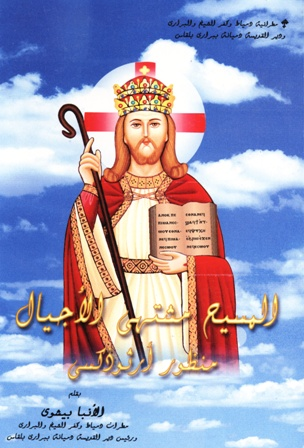 ✤ مطرانية دمياط وكفر الشيخ والبرارى
ودير القديسة دميانة ببرارى بلقاس
المسيح مشتهى الأجيال
منظور أرثوذكسى
بقلم
الأنبا بيشوى
مطران دمياط وكفر الشيخ والبرارى
ورئيس دير القديسة دميانة ببرارى بلقاس